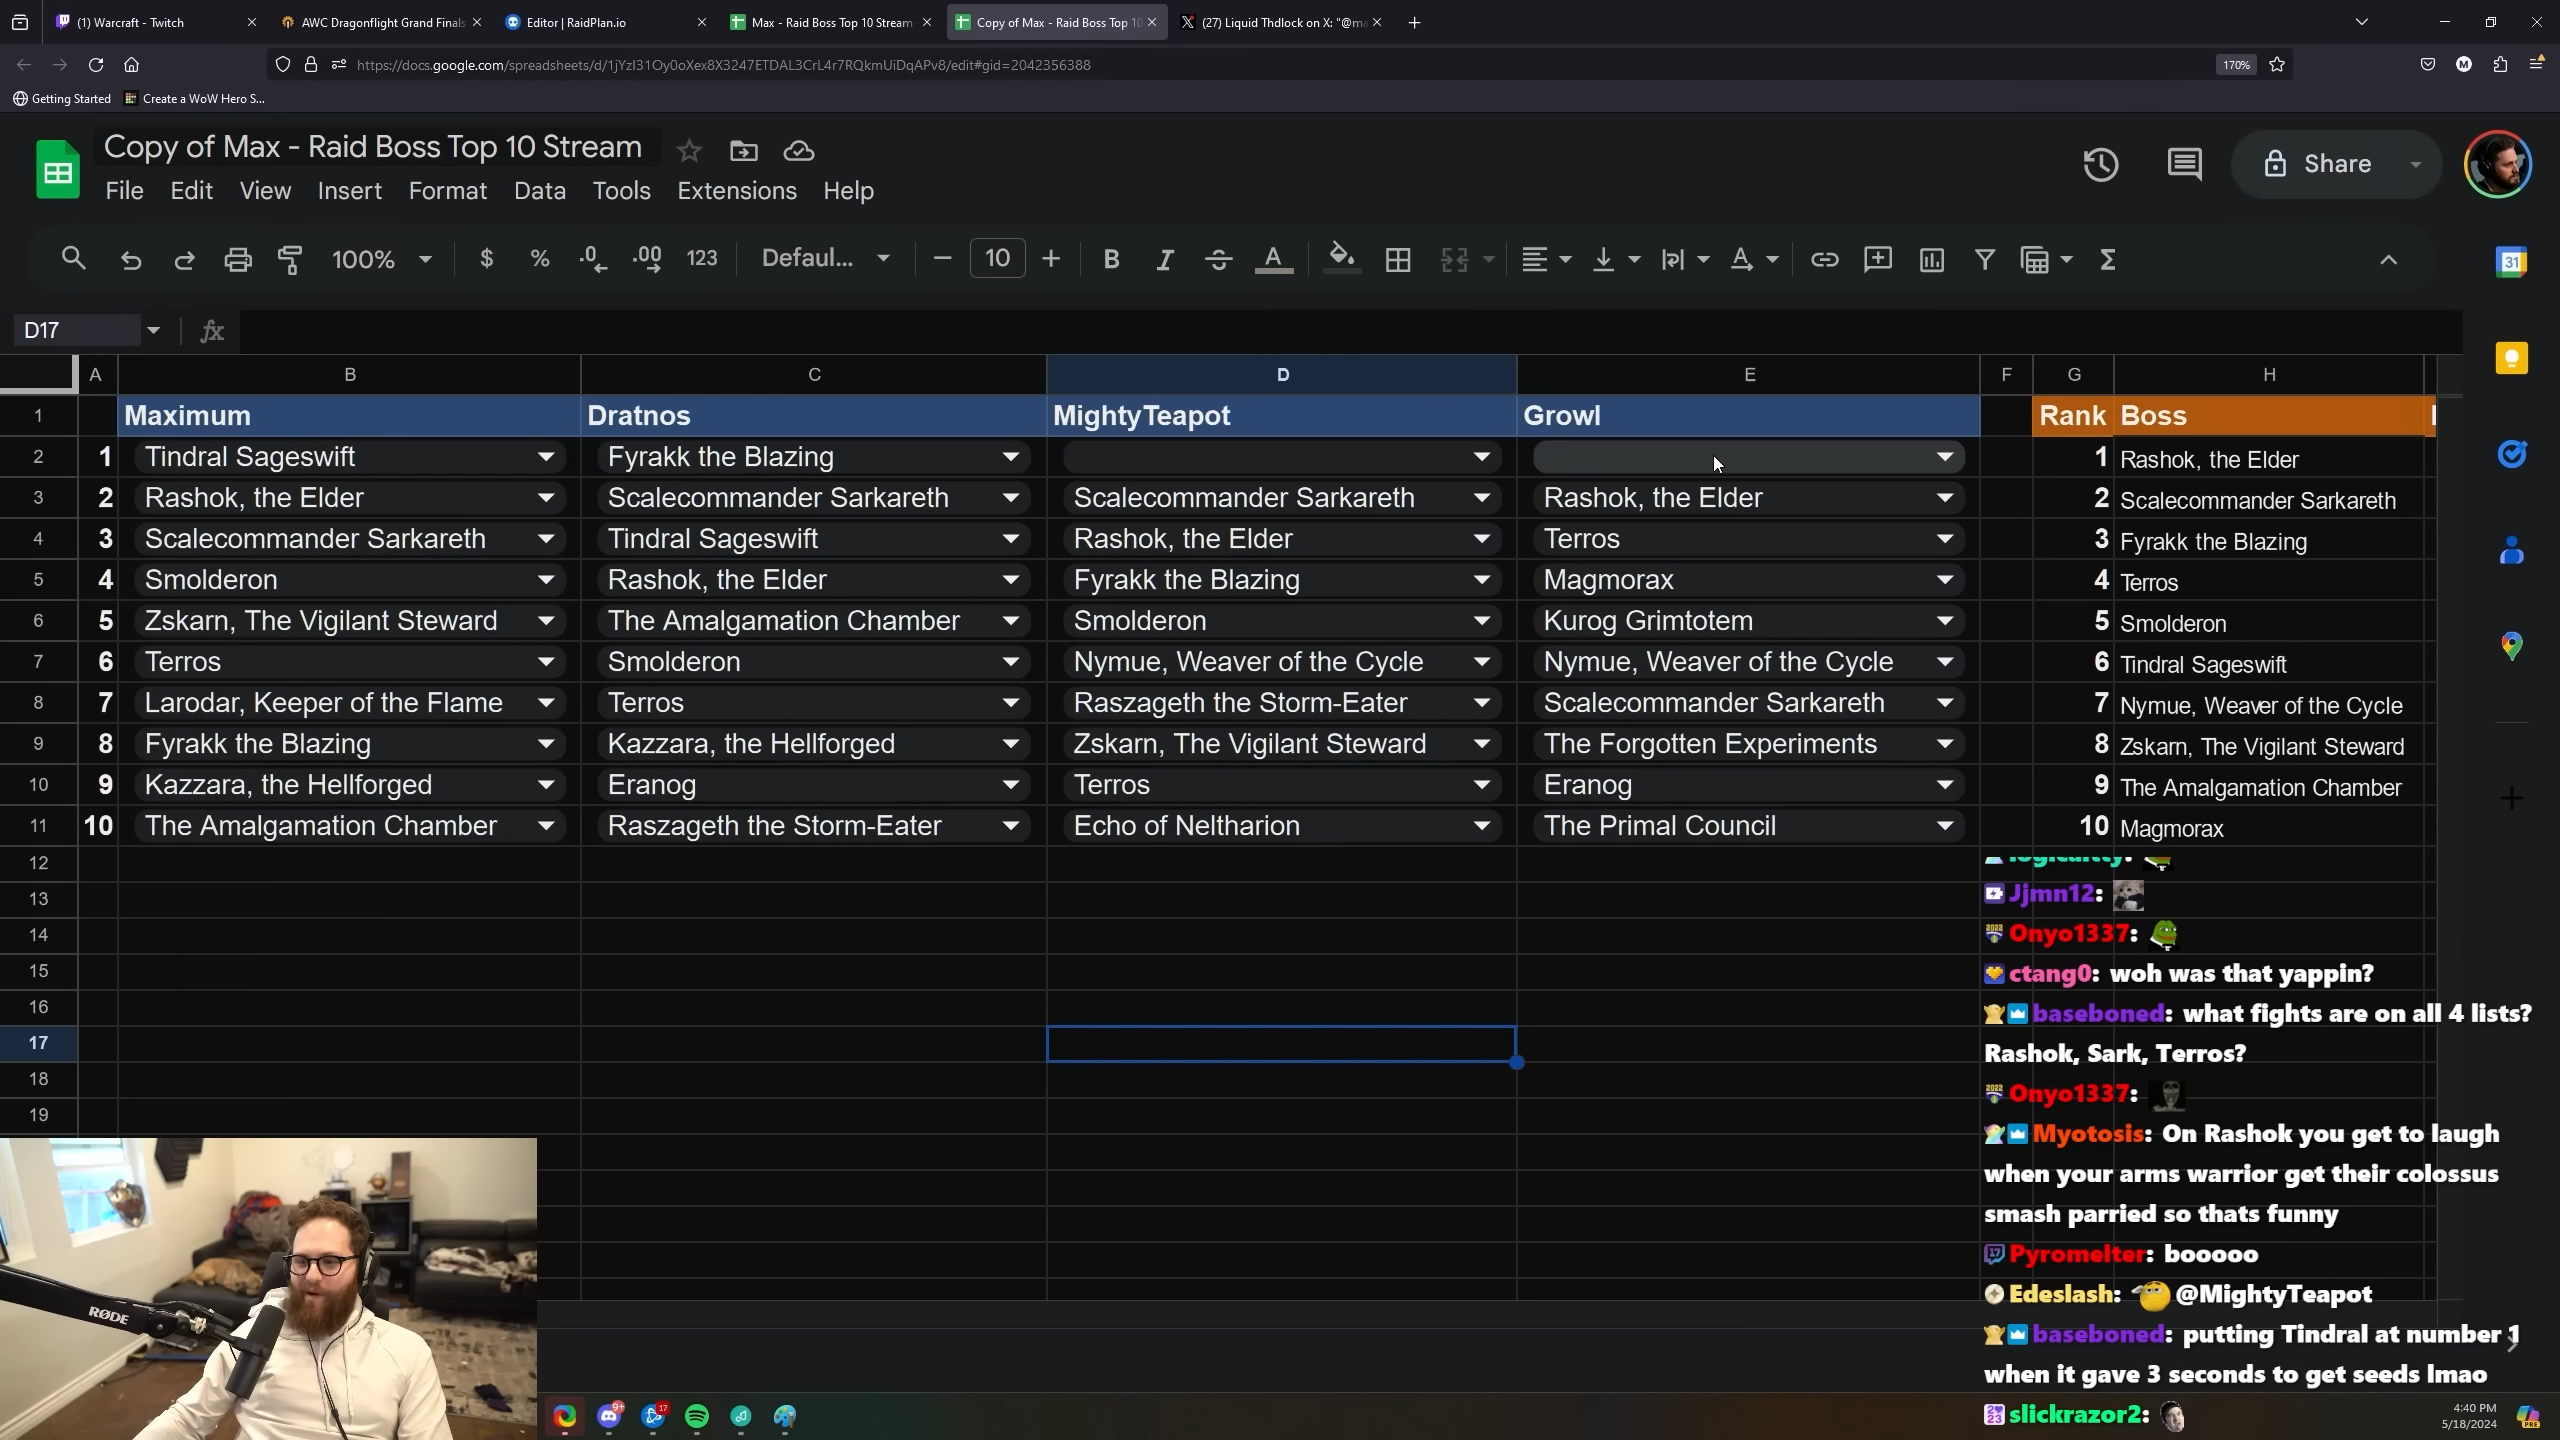 (1) Warcraft - Twitch
AWC Dragonflight Grand Finals
Editor | RaidPlan.io
Max - Raid Boss Top 10 Stream
Copy of Max - Raid Boss Top 10
(27) Liquid Thdlock on X: "@ma
https://docs.google.com/spreadsheets/d/1jYzI31Oy0oXex8X3247ETDAL3CrL4r7RQkmUiDqAPv8/edit#gid=2042356388
170%
Getting Started
Create a WoW Hero S...
Copy of Max - Raid Boss Top 10 Stream
Share
File Edit View Insert Format Data Tools Extensions Help
100% $ % .0 .00 123 Defaul... 10 B I
31
D17
fx
A B C D E F G H
1 Maximum Dratnos MightyTeapot Growl Rank Boss
2 1 Tindral Sageswift Fyrakk the Blazing 1 Rashok, the Elder
3 2 Rashok, the Elder Scalecommander Sarkareth Scalecommander Sarkareth Rashok, the Elder 2 Scalecommander Sarkareth
4 3 Scalecommander Sarkareth Tindral Sageswift Rashok, the Elder Terros 3 Fyrakk the Blazing
5 4 Smolderon Rashok, the Elder Fyrakk the Blazing Magmorax 4 Terros
6 5 Zskarn, The Vigilant Steward The Amalgamation Chamber Smolderon Kurog Grimtotem 5 Smolderon
7 6 Terros Smolderon Nymue, Weaver of the Cycle Nymue, Weaver of the Cycle 6 Tindral Sageswift
8 7 Larodar, Keeper of the Flame Terros Raszageth the Storm-Eater Scalecommander Sarkareth 7 Nymue, Weaver of the Cycle
9 8 Fyrakk the Blazing Kazzara, the Hellforged Zskarn, The Vigilant Steward The Forgotten Experiments 8 Zskarn, The Vigilant Steward
10 9 Kazzara, the Hellforged Eranog Terros Eranog 9 The Amalgamation Chamber
11 10 The Amalgamation Chamber Raszageth the Storm-Eater Echo of Neltharion The Primal Council 10 Magmorax
12
13
14
15
16
17
18
19
Jjmn12:
Onyo1337:
ctang0: woh was that yappin?
baseboned: what fights are on all 4 lists?
Rashok, Sark, Terros?
Onyo1337:
Myotosis: On Rashok you get to laugh
when your arms warrior get their colossus
smash parried so thats funny
Pyromelter: booooo
Edeslash: @MightyTeapot
baseboned: putting Tindral at number 1
when it gave 3 seconds to get seeds lmao
slickrazor2:
RØDE
9+
17
4:40 PM
5/18/2024